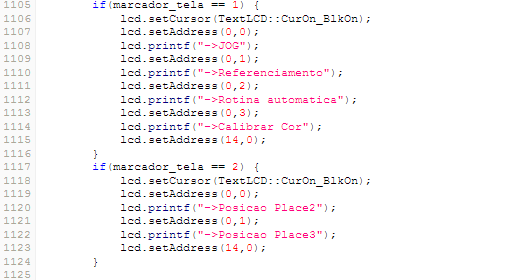 1105 if(marcador_tela == 1) {
1106 lcd.setCursor(TextLCD::CurOn_BlkOn);
1107 lcd.setAddress(0,0);
1108 lcd.printf("->JOG");
1109 lcd.setAddress(0,1);
1110 lcd.printf("->Referenciamento");
1111 lcd.setAddress(0,2);
1112 lcd.printf("->Rotina automatica");
1113 lcd.setAddress(0,3);
1114 lcd.printf("->Calibrar Cor");
1115 lcd.setAddress(14,0);
1116 }
1117 if(marcador_tela == 2) {
1118 lcd.setCursor(TextLCD::CurOn_BlkOn);
1119 lcd.setAddress(0,0);
1120 lcd.printf("->Posicao Place2");
1121 lcd.setAddress(0,1);
1122 lcd.printf("->Posicao Place3");
1123 lcd.setAddress(14,0);
1124 }
1125